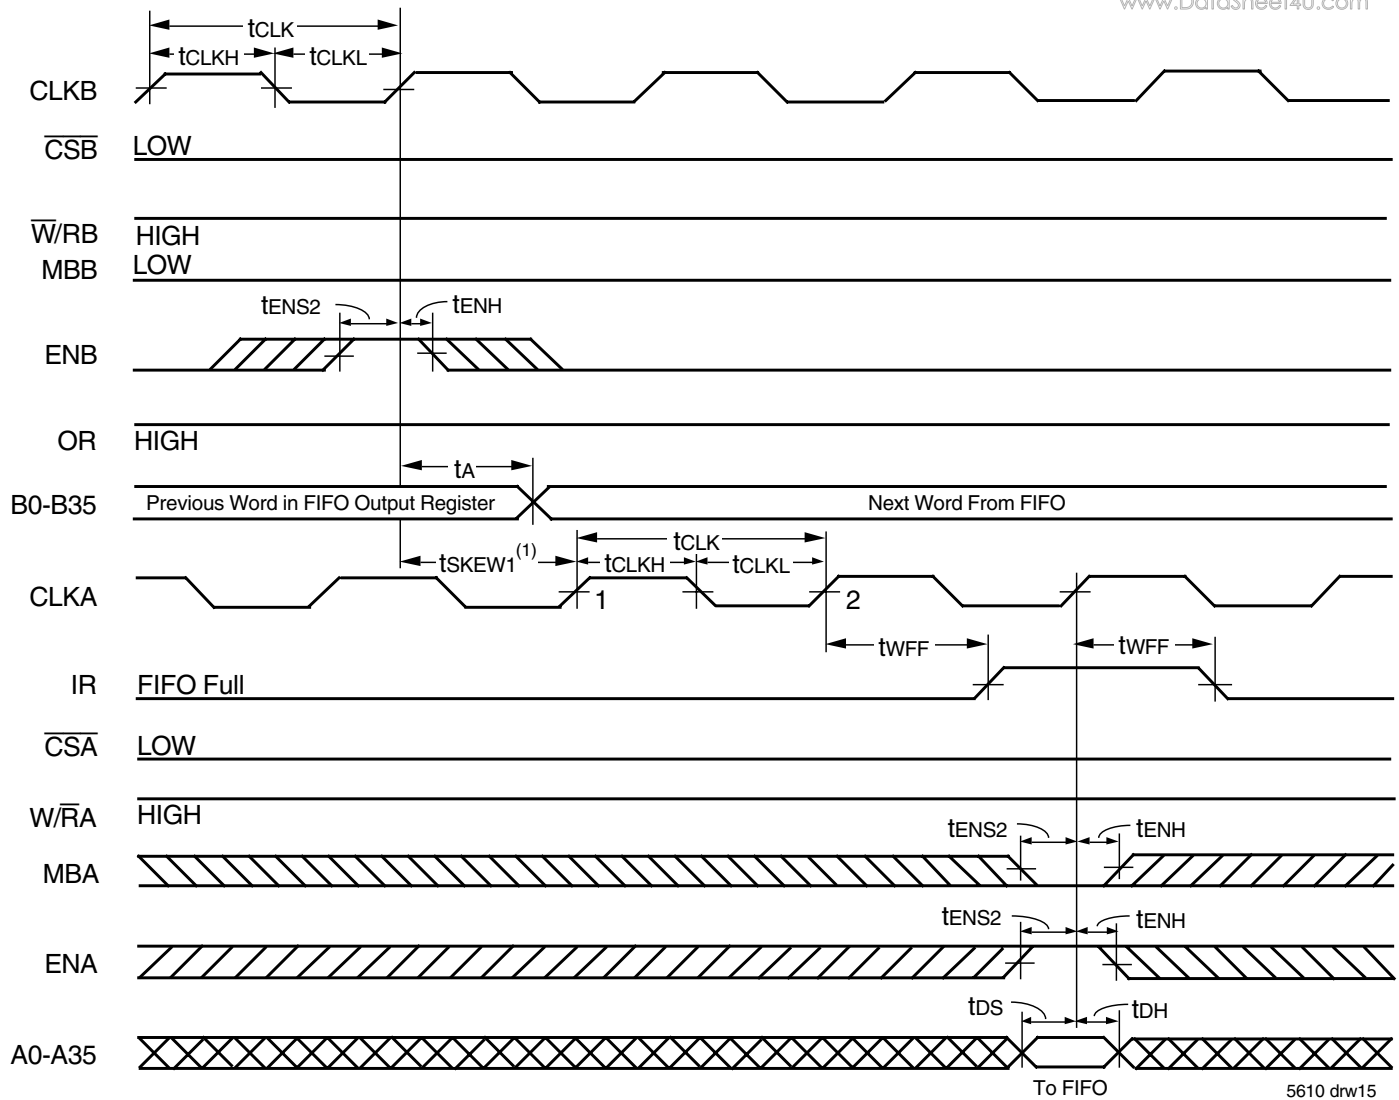 www.DataSheet4U.com
tCLK
tCLKH tCLKL
CLKB
CSB LOW
W/RB HIGH
MBB LOW
tENS2 tENH
ENB
OR HIGH
tA
B0-B35 Previous Word in FIFO Output Register Next Word From FIFO
tCLK
tSKEW1(1) tCLKH tCLKL
CLKA 1 2
tWFF tWFF
IR FIFO Full
CSA LOW
W/RA HIGH
tENS2 tENH
MBA
tENS2 tENH
ENA
tDS tDH
A0-A35
To FIFO
5610 drw15